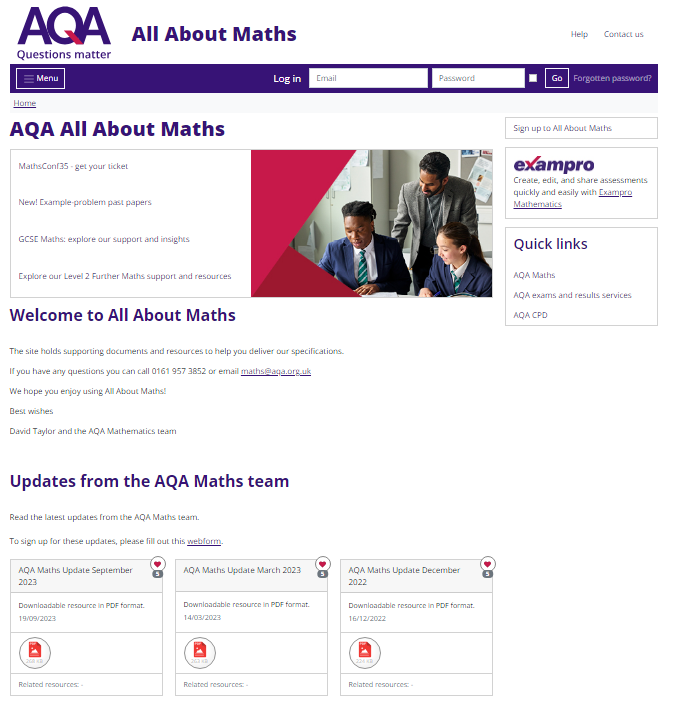 AQA
Questions matter
All About Maths
Help
Contact us
Menu
Log in
Email
Password
Go
Forgotten password?
Home
AQA All About Maths
MathsConf35 - get your ticket
New! Example-problem past papers
GCSE Maths: explore our support and insights
Explore our Level 2 Further Maths support and resources
Sign up to All About Maths
exampro
Create, edit, and share assessments
quickly and easily with Exampro
Mathematics
Quick links
AQA Maths
AQA exams and results services
AQA CPD
Welcome to All About Maths
The site holds supporting documents and resources to help you deliver our specifications.
If you have any questions you can call 0161 957 3852 or email maths@aqa.org.uk
We hope you enjoy using All About Maths!
Best wishes
David Taylor and the AQA Mathematics team
Updates from the AQA Maths team
Read the latest updates from the AQA Maths team.
To sign up for these updates, please fill out this webform.
AQA Maths Update September
2023
5
Downloadable resource in PDF format.
19/09/2023
268 KB
Related resources: -
AQA Maths Update March 2023
5
Downloadable resource in PDF format.
14/03/2023
Related resources: -
AQA Maths Update December
2022
5
Downloadable resource in PDF format.
16/12/2022
224 KB
Related resources: -